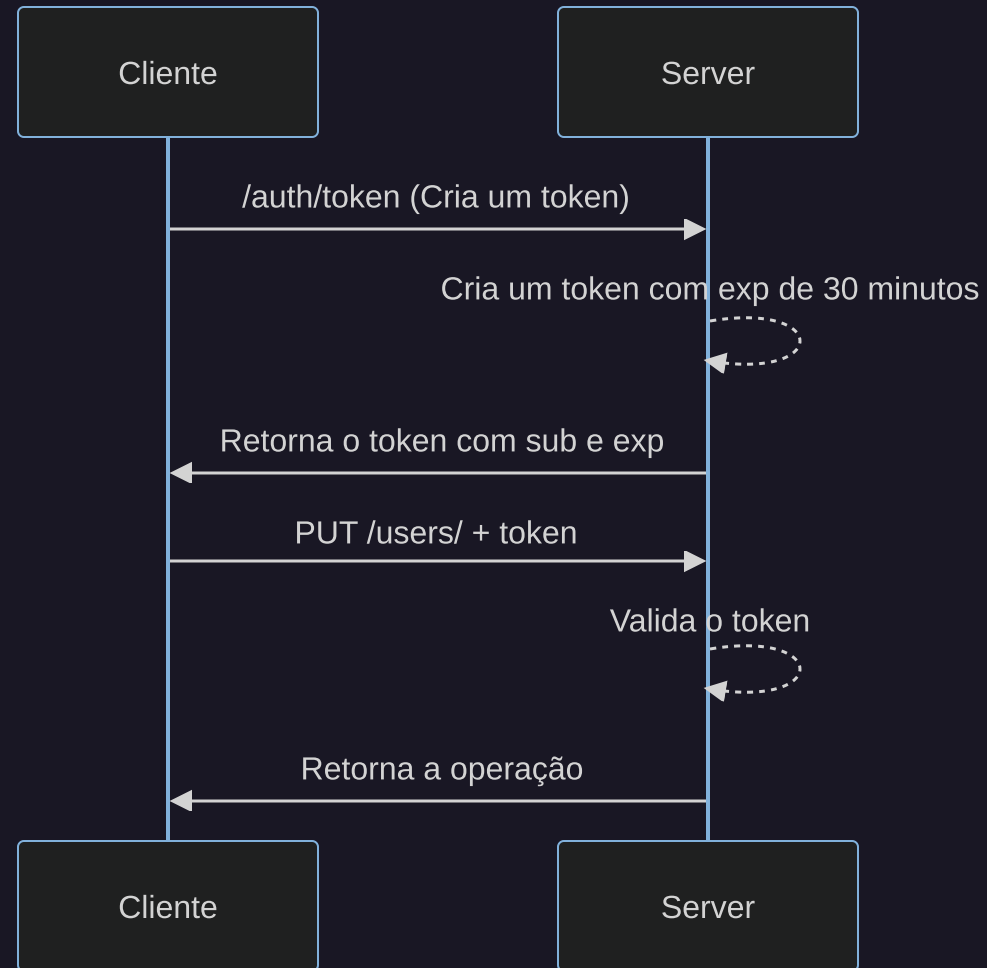 Cliente
Server
/auth/token (Cria um token)
Cria um token com exp de 30 minutos
Retorna o token com sub e exp
PUT /users/ + token
Valida o token
Retorna a operação
Cliente
Server